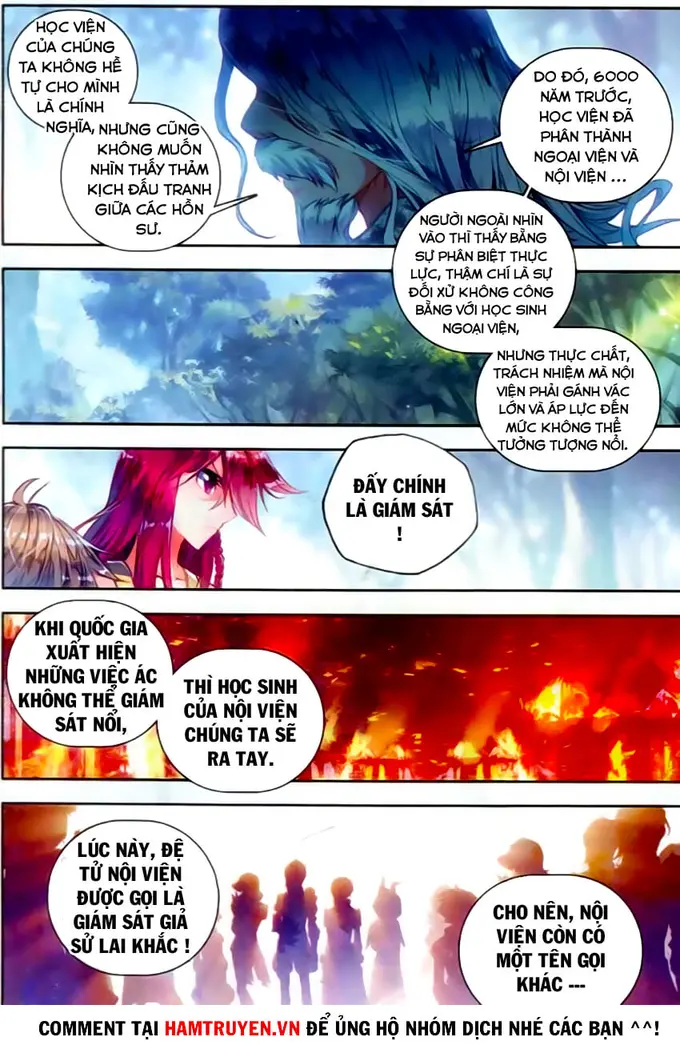 HỌC VIỆN
CỦA CHÚNG
TA KHÔNG HỀ
TỰ CHO MÌNH
LÀ CHÍNH
NGHĨA,
NHƯNG CŨNG
KHÔNG MUỐN
NHÌN THẤY THẢM
KỊCH ĐẤU TRANH
GIỮA CÁC HỒN
SƯ.
DO ĐÓ, 6000
NĂM TRƯỚC,
HỌC VIỆN ĐÃ
PHÂN THÀNH
NGOẠI VIỆN VÀ
NỘI VIỆN ...
NGƯỜI NGOÀI NHÌN
VÀO THÌ THẤY BẰNG
SỰ PHÂN BIỆT THỰC
LỰC, THẬM CHÍ LÀ SỰ
ĐỐI XỬ KHÔNG CÔNG
BẰNG VỚI HỌC SINH
NGOẠI VIỆN,
NHƯNG THỰC CHẤT,
TRÁCH NHIỆM MÃ NỘI
VIỆN PHẢI GÁNH VÁC
LỚN VÀ ÁP LỰC ĐẾN
MỨC KHÔNG THỂ
TƯỞNG TƯỢNG NỔI.
ĐẤY CHÍNH
LÀ GIÁM SÁT
!
KHI QUỐC GIA
XUẤT HIỆN
NHỮNG VIỆC ÁC
KHÔNG THỂ GIÁM
SÁT NỔI,
THÌ HỌC SINH
CỦA NỘI VIỆN
CHÚNG TA SẼ
RA TAY.
LÚC NÀY, ĐỆ
TỬ NỘI VIỆN
ĐƯỢC GỌI LÀ
GIÁM SÁT GIẢ
SỬ LAI KHẮC !
CHO NÊN, NỘI
VIỆN CÒN CÓ
MỘT TÊN GỌI
KHÁC ---
COMMENT TẠI HAMTRUYEN.VN ĐỂ ỦNG HỘ NHÓM DỊCH NHÉ CÁC BẠN ^^!